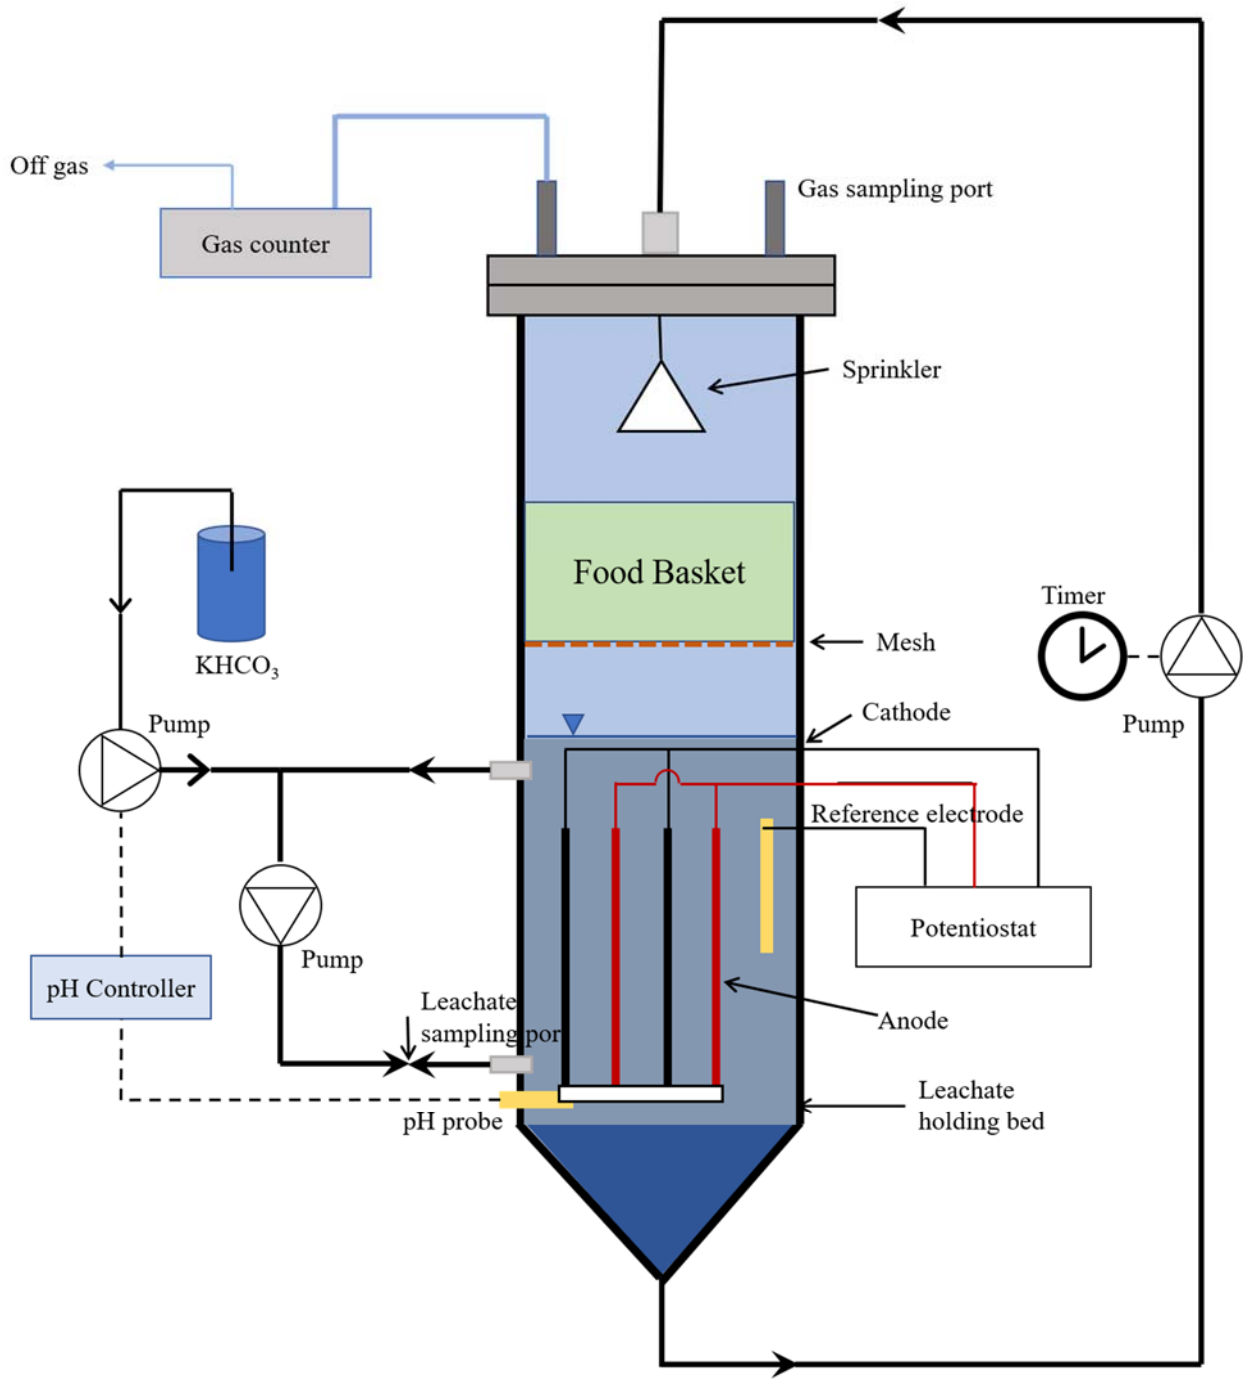 Off gas
Gas counter
Gas sampling port
Sprinkler
Food Basket
KHCO₃
Timer
Mesh
Pump
Cathode
Pump
Reference electrode
Potentiostat
Pump
pH Controller
Leachate
sampling por
Anode
pH probe
Leachate
holding bed